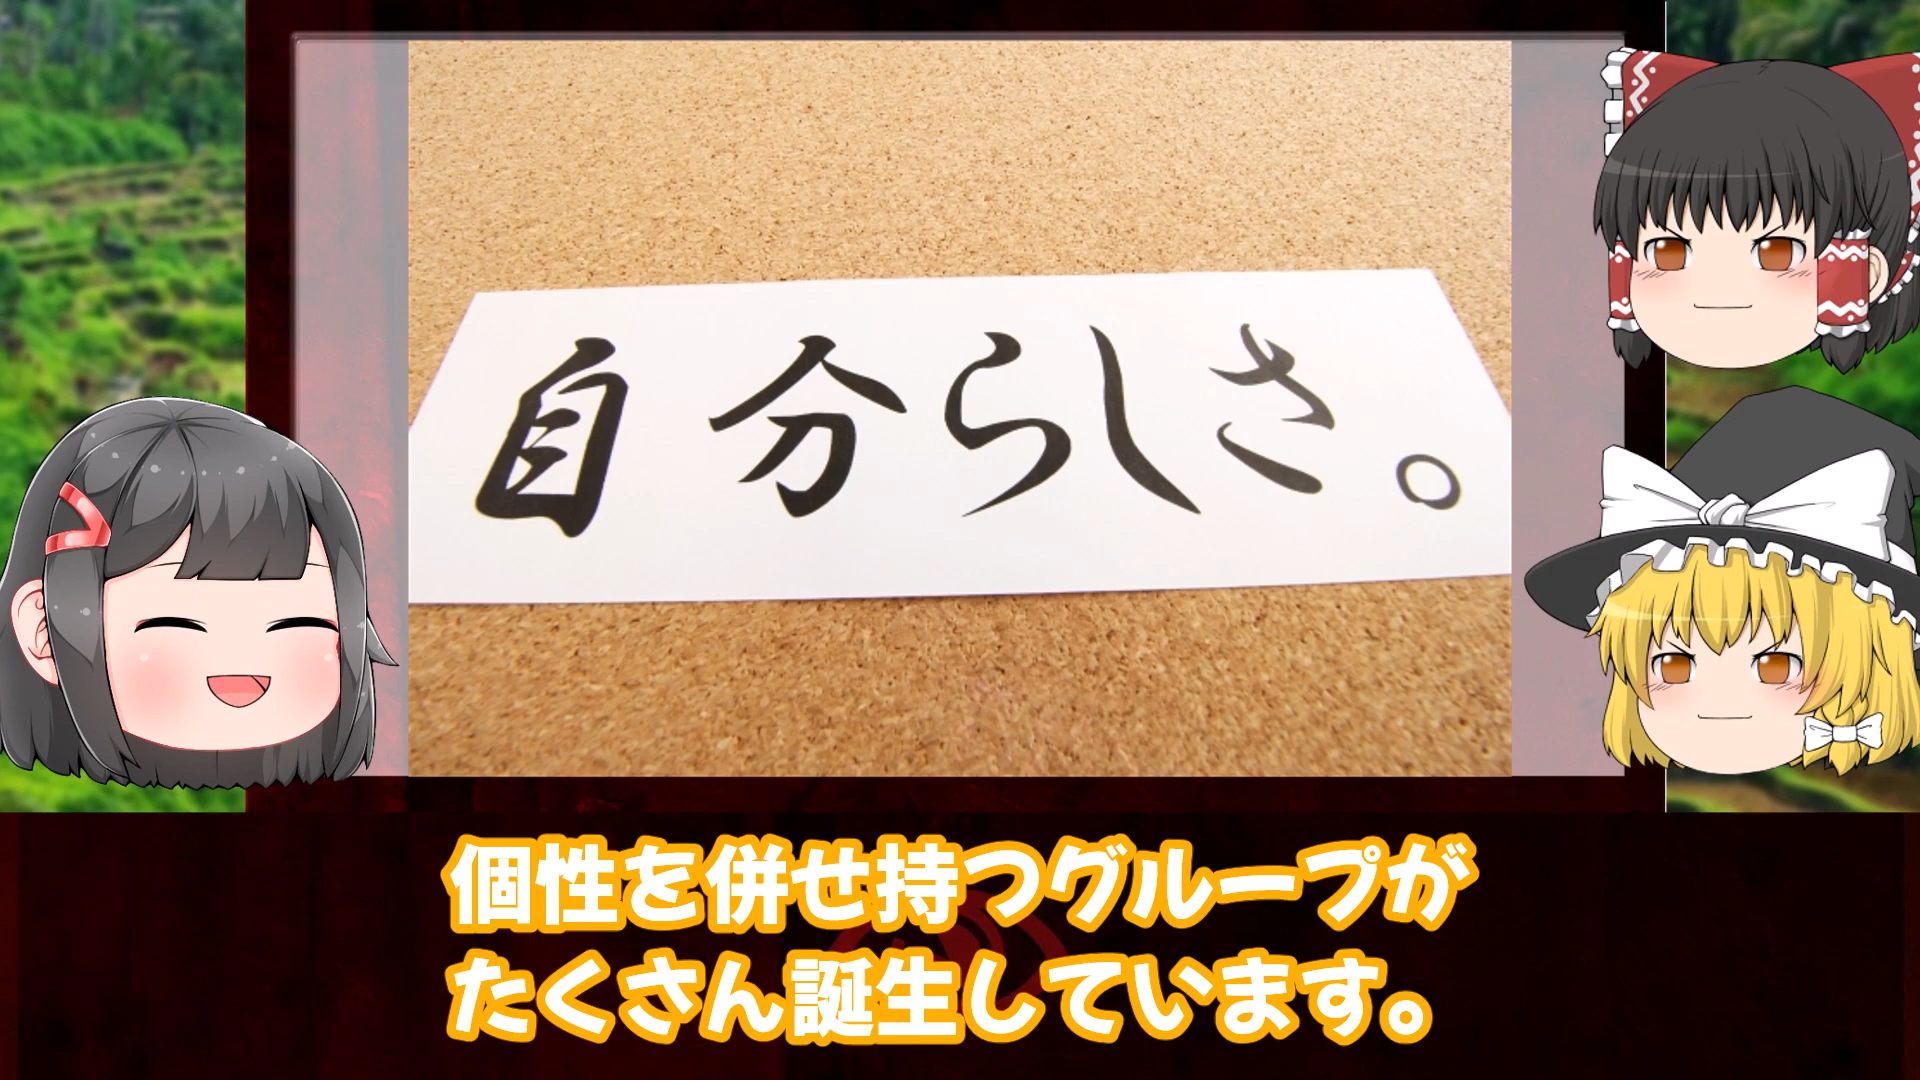 自分らしさ。
個性を併せ持つグループが
たくさん誕生しています。